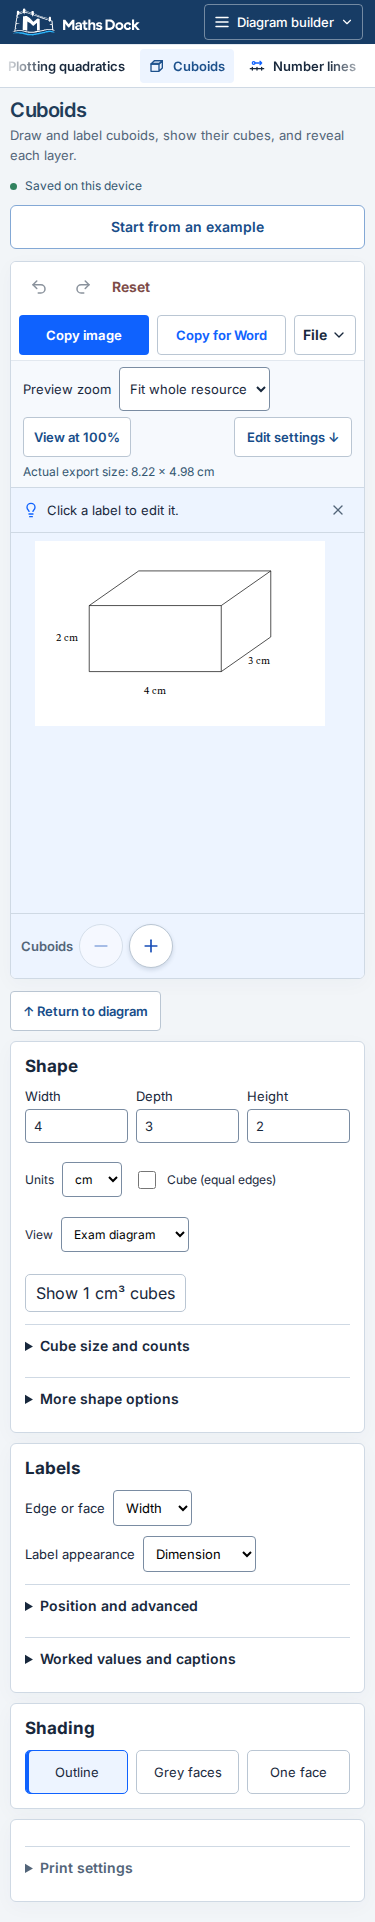 Maths Dock
Diagram builder
Plotting quadratics
Cuboids
Number lines
Cuboids
Draw and label cuboids, show their cubes, and reveal
each layer.
Saved on this device
Start from an example
Reset
Copy image
Copy for Word
File
Preview zoom
Fit whole resource
View at 100%
Edit settings ↓
Actual export size: 8.22 × 4.98 cm
Click a label to edit it.
2 cm
3 cm
4 cm
Cuboids
↑ Return to diagram
Shape
Width
Depth
Height
4
3
2
Units
cm
Cube (equal edges)
View
Exam diagram
Show 1 cm³ cubes
Cube size and counts
More shape options
Labels
Edge or face
Width
Label appearance
Dimension
Position and advanced
Worked values and captions
Shading
Outline
Grey faces
One face
Print settings